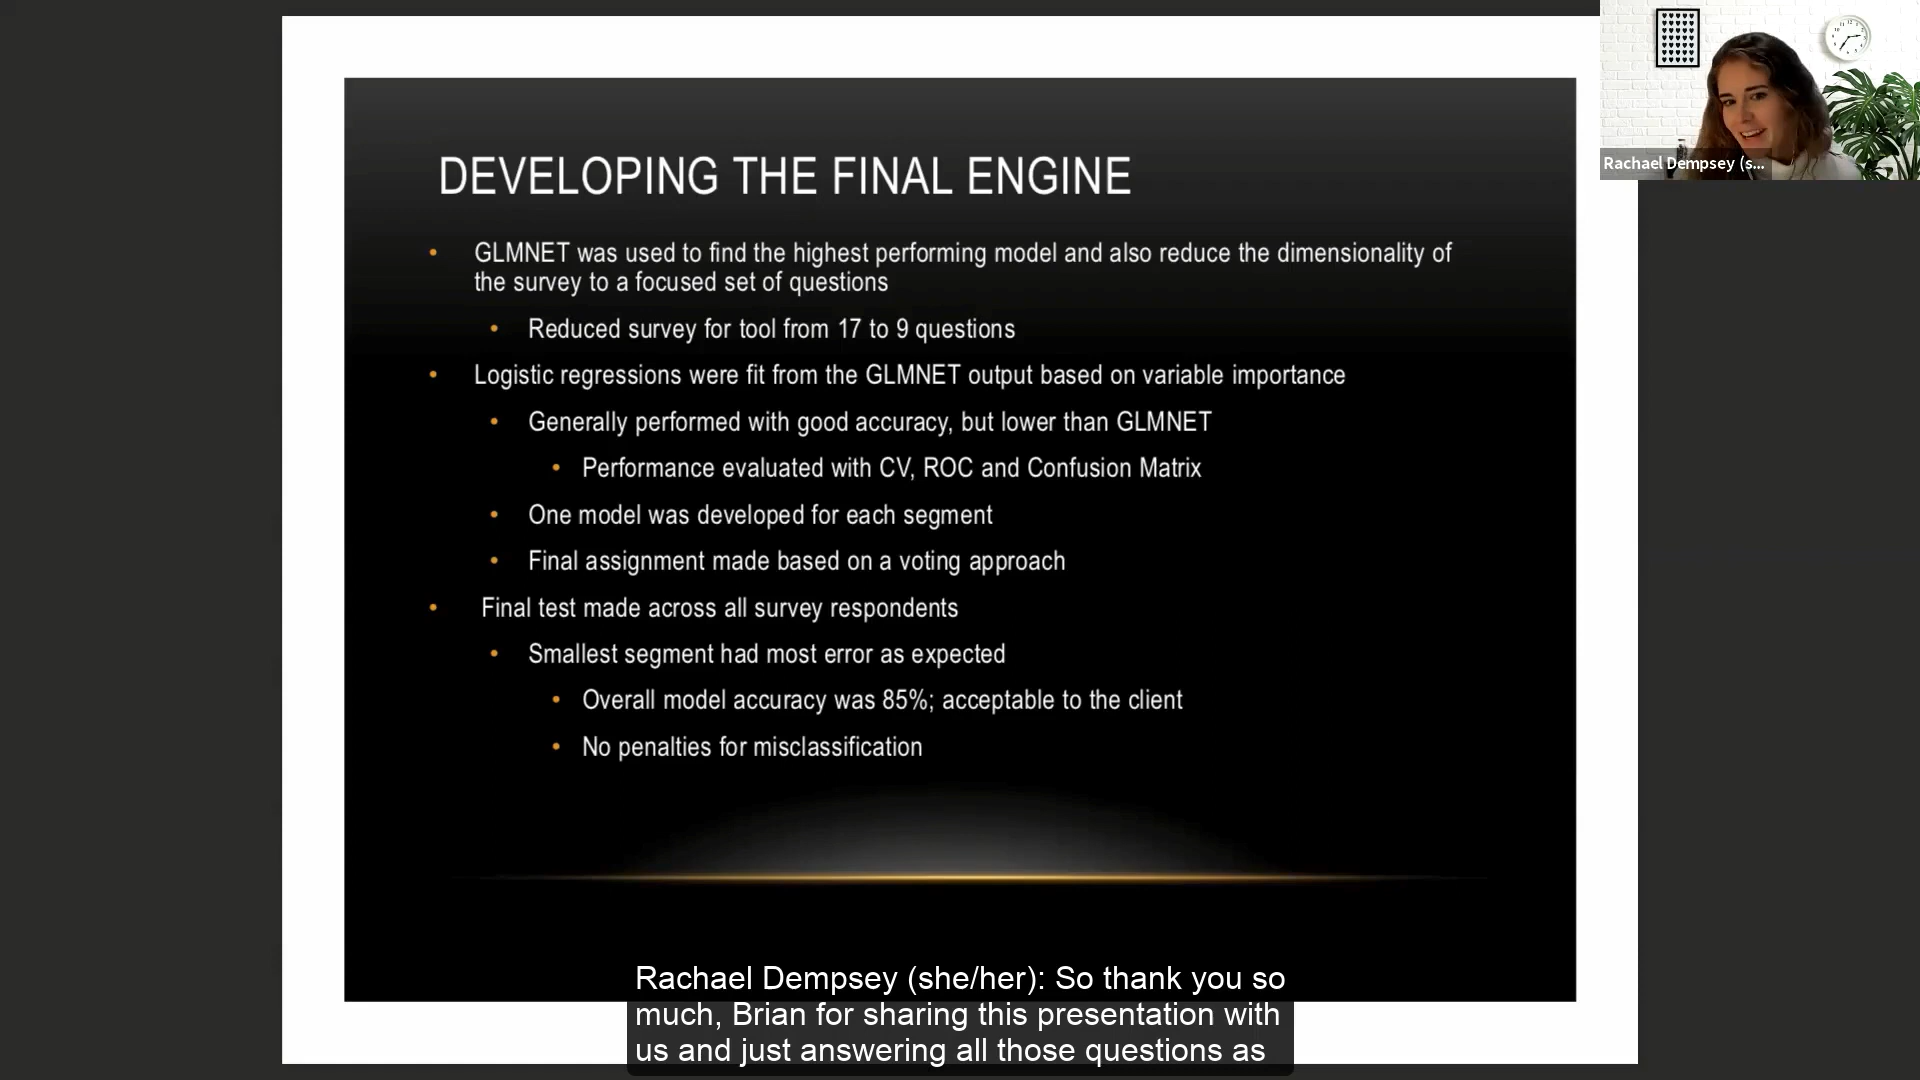 DEVELOPING THE FINAL ENGINE
• GLMNET was used to find the highest performing model and also reduce the dimensionality of
the survey to a focused set of questions
• Reduced survey for tool from 17 to 9 questions
• Logistic regressions were fit from the GLMNET output based on variable importance
• Generally performed with good accuracy, but lower than GLMNET
• Performance evaluated with CV, ROC and Confusion Matrix
• One model was developed for each segment
• Final assignment made based on a voting approach
• Final test made across all survey respondents
• Smallest segment had most error as expected
• Overall model accuracy was 85%; acceptable to the client
• No penalties for misclassification
Rachael Dempsey (s...
Rachael Dempsey (she/her): So thank you so
much, Brian for sharing this presentation with
us and just answering all those questions as